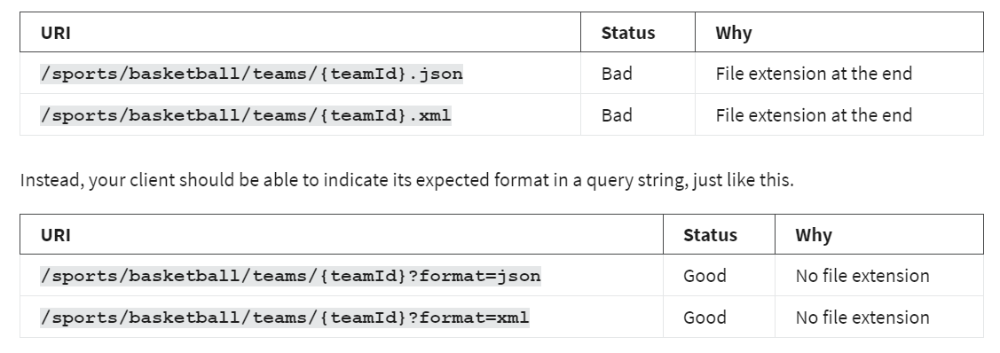 URI Status Why
/sports/basketball/teams/{teamId}.json Bad File extension at the end
/sports/basketball/teams/{teamId}.xml Bad File extension at the end
Instead, your client should be able to indicate its expected format in a query string, just like this.
URI Status Why
/sports/basketball/teams/{teamId}?format=json Good No file extension
/sports/basketball/teams/{teamId}?format=xml Good No file extension